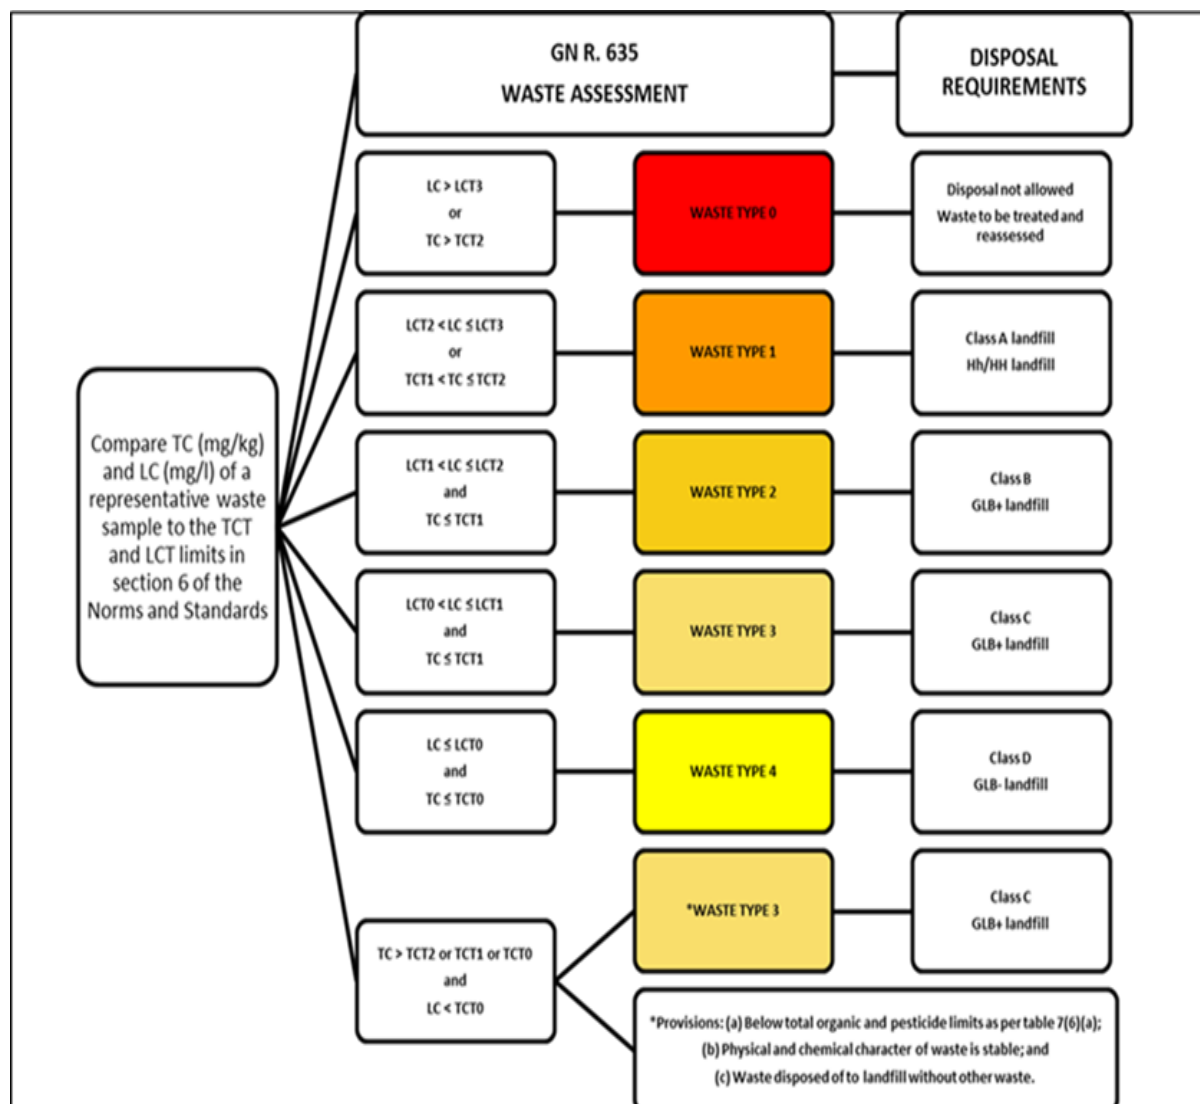 GN R. 635
WASTE ASSESSMENT
DISPOSAL
REQUIREMENTS
Compare TC (mg/kg)
and LC (mg/l) of a
representative waste
sample to the TCT
and LCT limits in
section 6 of the
Norms and Standards
LC > LCT3
or
TC > TCT2
WASTE TYPE 0
Disposal not allowed
Waste to be treated and
reassessed
LCT2 < LC ≤ LCT3
or
TCT1 < TC ≤ TCT2
WASTE TYPE 1
Class A landfill
Hh/HH landfill
LCT1 < LC ≤ LCT2
and
TC ≤ TCT1
WASTE TYPE 2
Class B
GLB+ landfill
LCT0 < LC ≤ LCT1
and
TC ≤ TCT1
WASTE TYPE 3
Class C
GLB+ landfill
LC ≤ LCT0
and
TC ≤ TCT0
WASTE TYPE 4
Class D
GLB- landfill
TC > TCT2 or TCT1 or TCT0
and
LC < TCT0
*WASTE TYPE 3
Class C
GLB+ landfill
*Provisions: (a) Below total organic and pesticide limits as per table 7(6)(a);
(b) Physical and chemical character of waste is stable; and
(c) Waste disposed of to landfill without other waste.